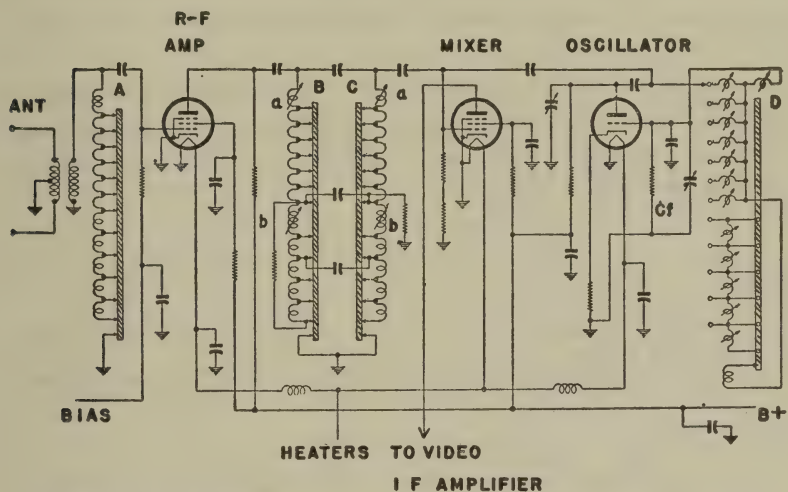 R-F
AMP
MIXER
OSCILLATOR
ANT
A
B
C
D
a
a
b
b
Cf
BIAS
B+
HEATERS
TO VIDEO
I F AMPLIFIER